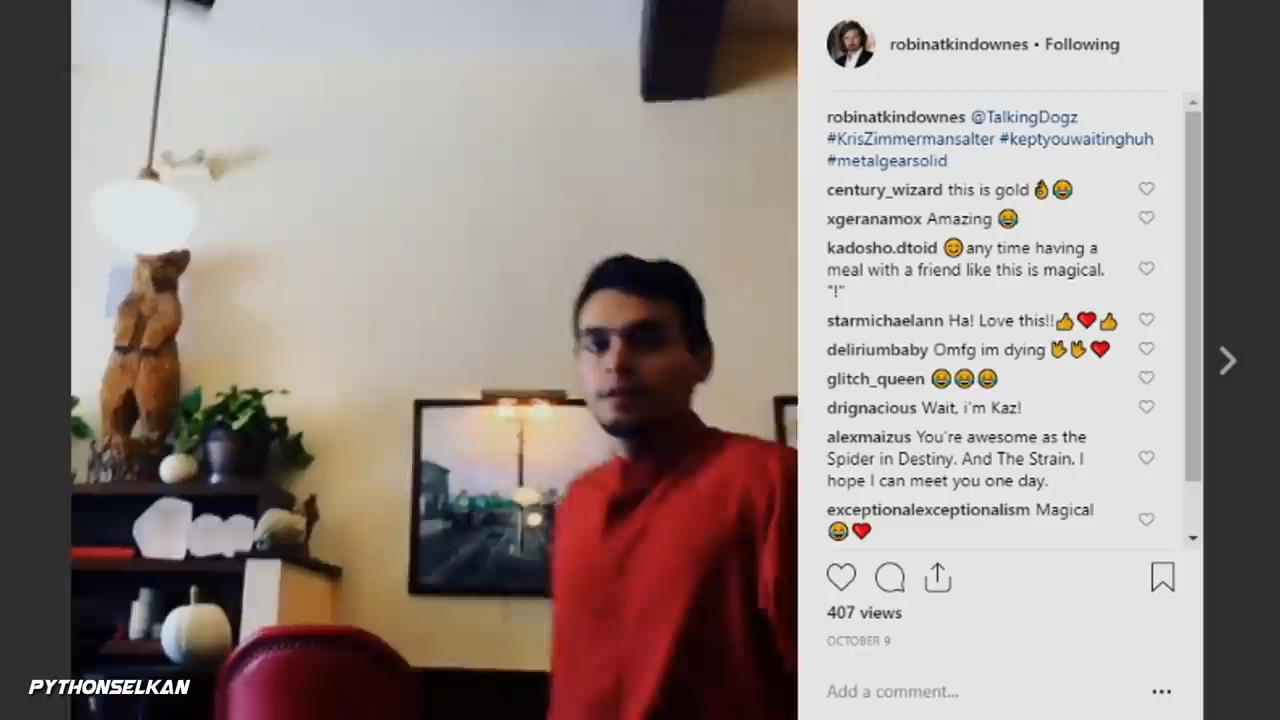 robinatkindownes • Following
robinatkindownes @TalkingDogz
#KrisZimmermansalter #keptyouwaitinghuh
#metalgearsolid
century_wizard this is gold👌😂
xgeranamox Amazing 😂
kadosho.dtoid 😊any time having a
meal with a friend like this is magical.
"!"
starmichaelann Ha! Love this!!👍❤️👍
deliriumbaby Omfg im dying 🤘🤘❤️
glitch_queen 😂😂😂
drignacious Wait, i'm Kaz!
alexmaizus You're awesome as the
Spider in Destiny. And The Strain. I
hope I can meet you one day.
exceptionalexceptionalism Magical
😂❤️
407 views
OCTOBER 9
Add a comment...
PYTHONSELKAN